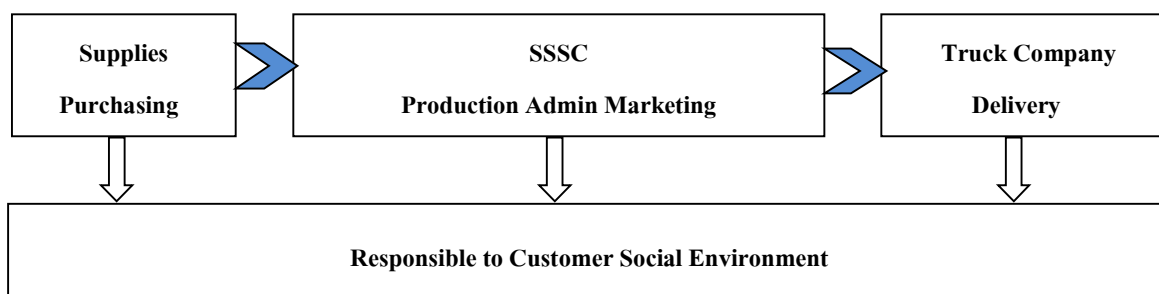 Supplies
Purchasing
SSSC
Production Admin Marketing
Truck Company
Delivery
Responsible to Customer Social Environment